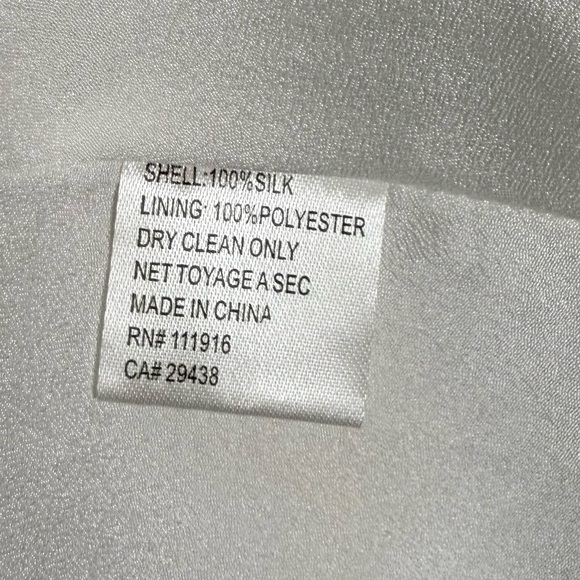 SHELL:100%SILK
LINING: 100%POLYESTER
DRY CLEAN ONLY
NET TOYAGE A SEC
MADE IN CHINA
RN# 111916
CA# 29438